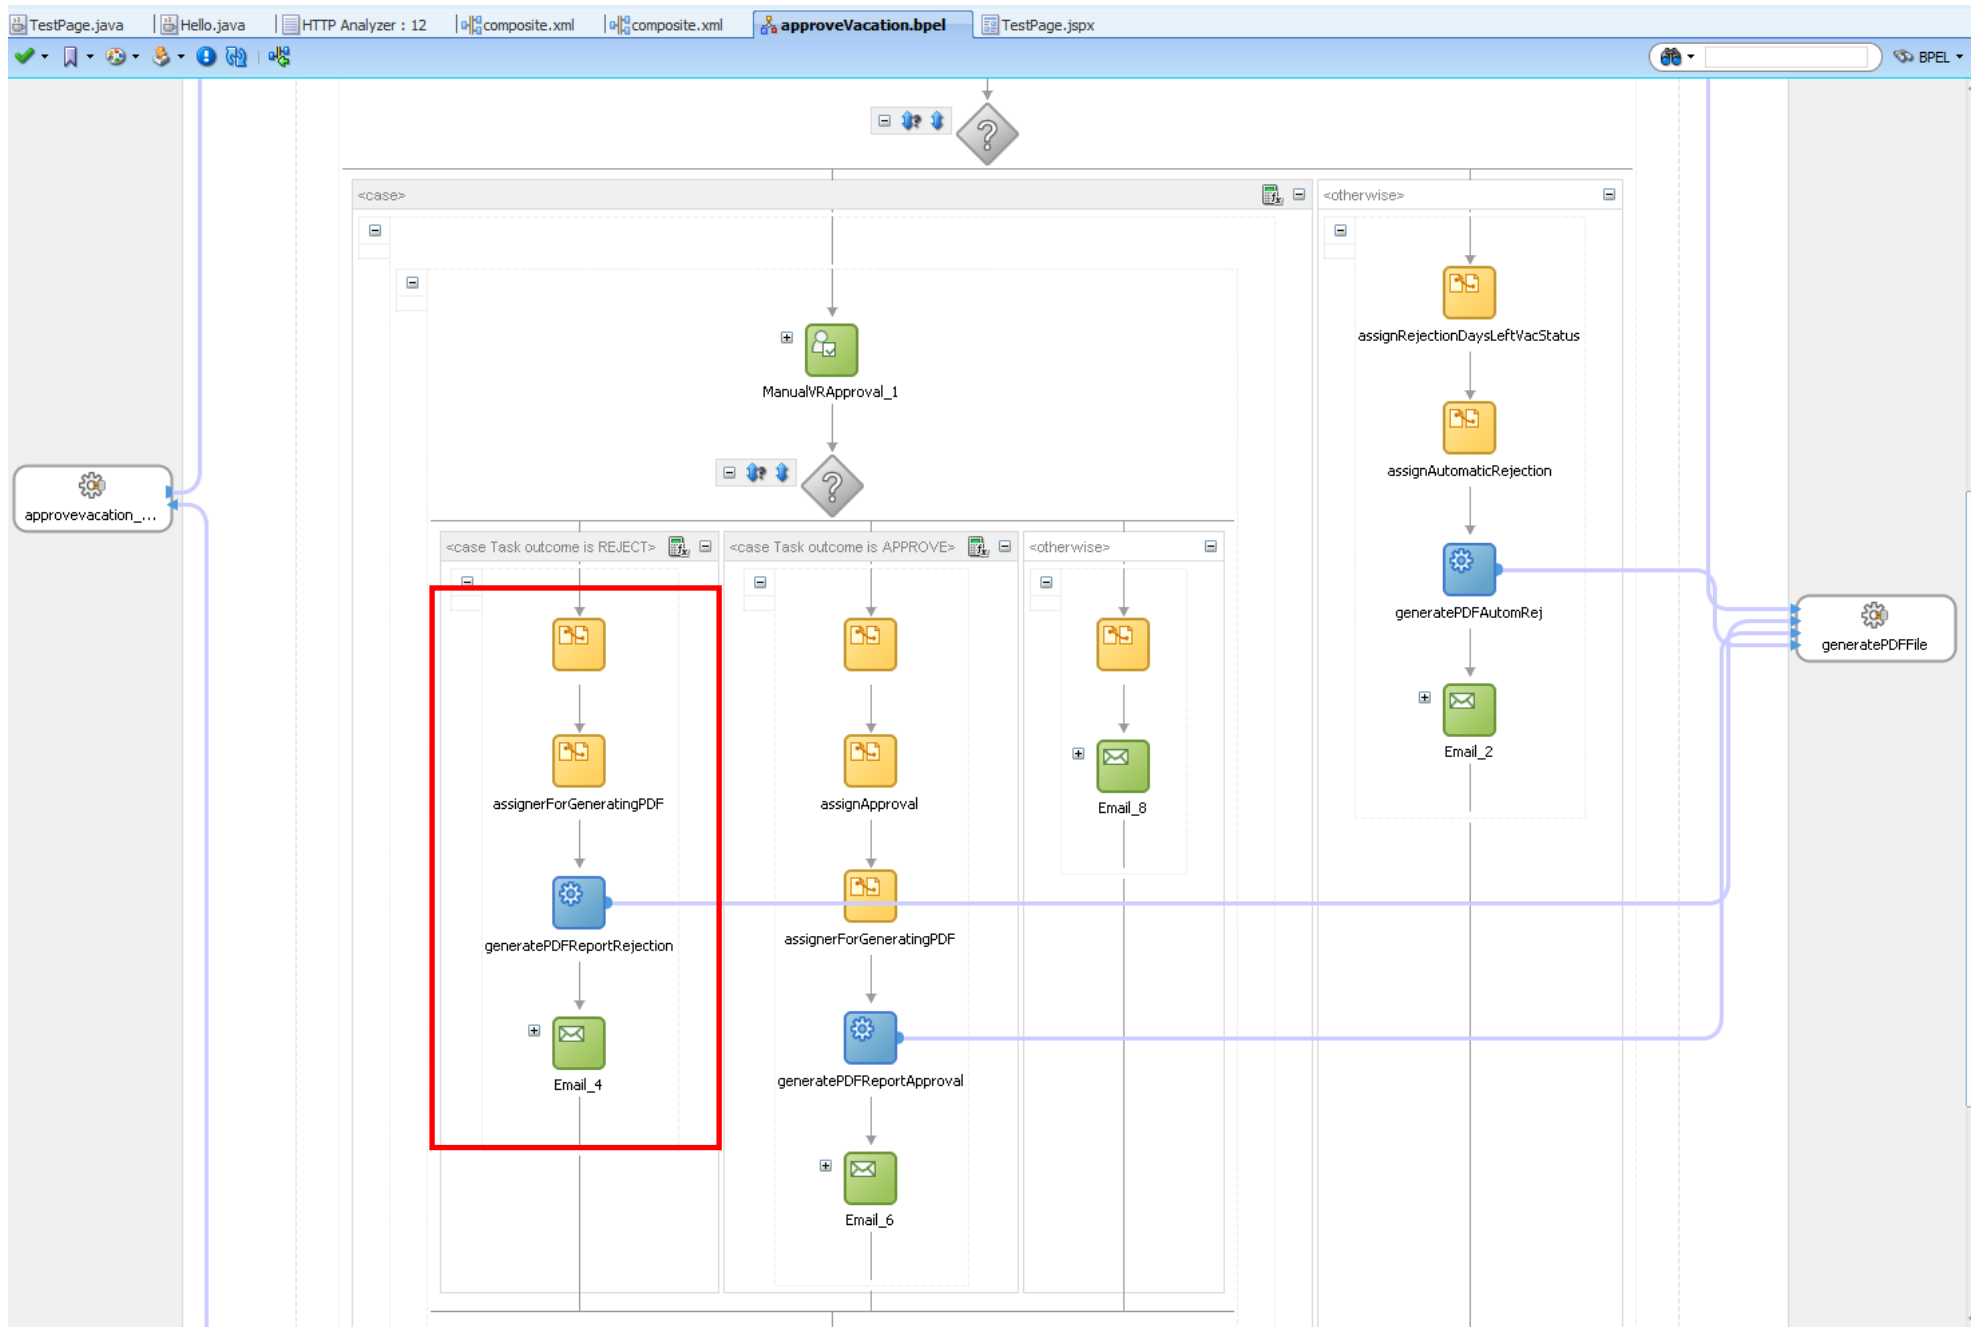 TestPage.java
Hello.java
HTTP Analyzer : 12
composite.xml
composite.xml
approveVacation.bpel
TestPage.jspx
BPEL
<case>
<otherwise>
assignRejectionDaysLeftVacStatus
ManualVRApproval_1
assignAutomaticRejection
approvevacation_...
<case Task outcome is REJECT>
<case Task outcome is APPROVE>
<otherwise>
generatePDFAutomRej
generatePDFFile
Email_2
assignerForGeneratingPDF
assignApproval
Email_8
generatePDFReportRejection
assignerForGeneratingPDF
Email_4
generatePDFReportApproval
Email_6